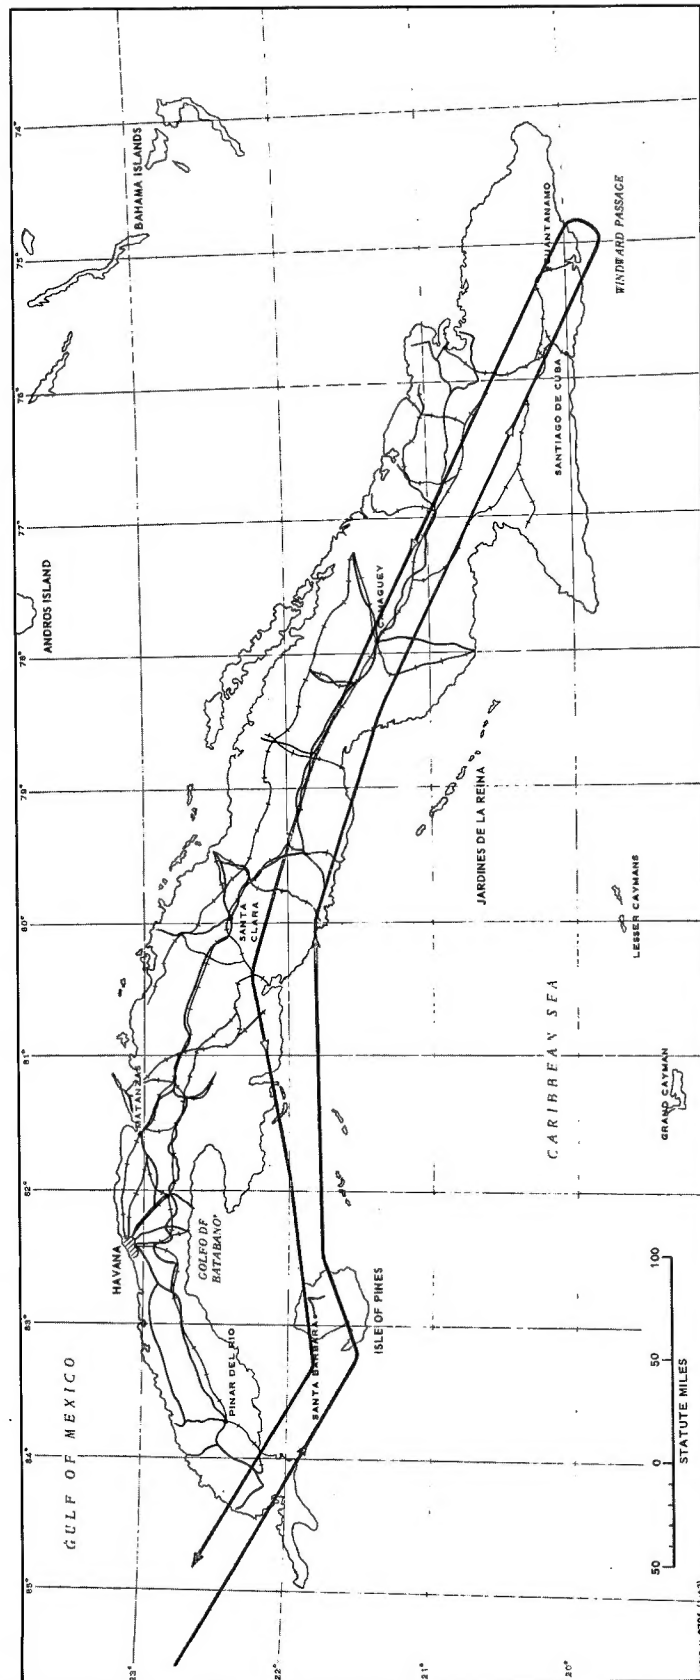 GULF OF MEXICO
ANDROS ISLAND
BAHAMA ISLANDS
85°
84°
83°
82°
81°
80°
79°
78°
77°
76°
75°
74°
23°
22°
21°
20°
HAVANA
MATANZAS
PINAR DEL RIO
GOLFO DE
BATABANO
SANTA BARBARA
ISLE OF PINES
SANTA
CLARA
CAMAGUEY
GUANTANAMO
SANTIAGO DE CUBA
WINDWARD PASSAGE
JARDINES DE LA REINA
CARIBBEAN SEA
LESSER CAYMANS
GRAND CAYMAN
50 0 50 100
STATUTE MILES